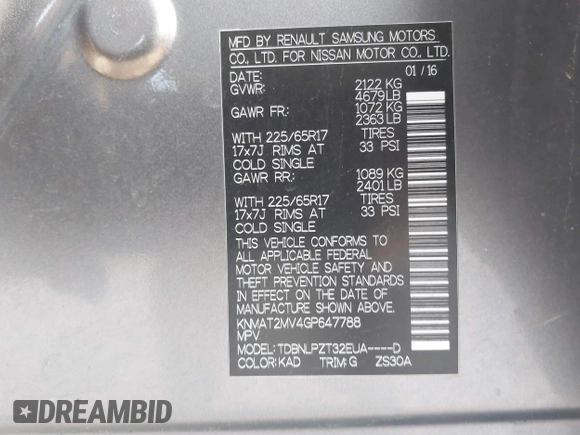 MFD BY RENAULT SAMSUNG MOTORS
CO., LTD. FOR NISSAN MOTOR CO., LTD.
DATE: 01 / 16
GVWR: 2122 KG
4679 LB
GAWR FR.: 1072 KG
2363 LB
WITH 225/65R17 TIRES
17x7J RIMS AT 33 PSI
COLD SINGLE
GAWR RR.: 1089 KG
2401 LB
WITH 225/65R17 TIRES
17x7J RIMS AT 33 PSI
COLD SINGLE
THIS VEHICLE CONFORMS TO
ALL APPLICABLE FEDERAL
MOTOR VEHICLE SAFETY AND
THEFT PREVENTION STANDARDS
IN EFFECT ON THE DATE OF
MANUFACTURE SHOWN ABOVE.
KNMAT2MV4GP647788
MPV
MODEL: TDBNLPZT32EUA----D
COLOR: KAD TRIM: G ZS30A
DREAMBID